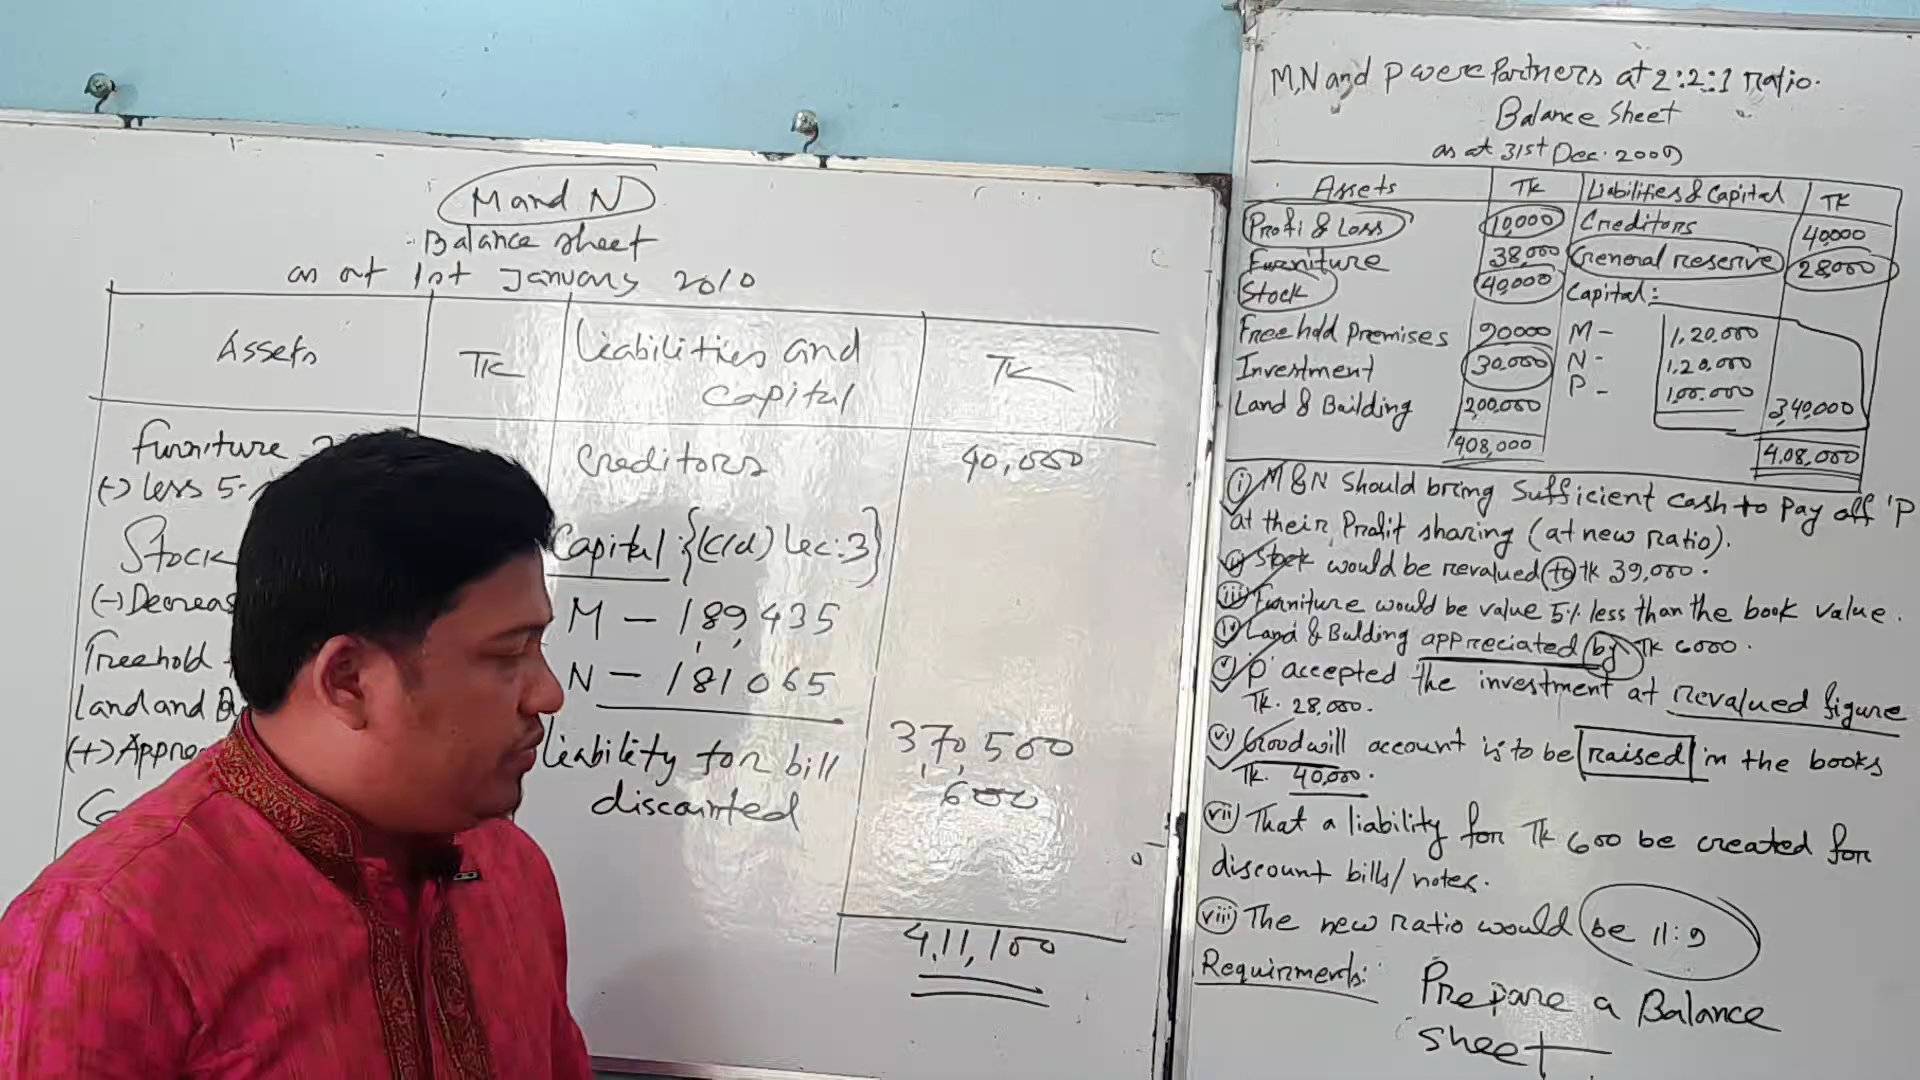 M and N
Balance sheet
as at 1st January 2010
Assets TK Liabilities and capital TK
Furniture
(-) Less 5
Creditors 40,000
Stock
(-) Decreas
Capital: {(c/d) Lec:3}
M - 189,435
Freehold
N - 181065
Land and B
370,500
(+) Appre
Liability for bill discounted 600
4,11,100
M,N and P were Partners at 2:2:1 ratio.
Balance Sheet
as at 31st Dec. 2009
Assets TK Liabilities & Capital TK
Profi & Loss 10,000 Creditors 40,000
Furniture 38,000 General reserve 28,000
Stock 40,000 Capital:
Freehold Premises 90000 M- 1,20,000
Investment 30,000 N- 1,20,000
Land & Building 200,000 P- 1,00,000 3,40,000
408,000 4,08,000
i) M & N Should bring Sufficient cash to pay off 'P
at their Profit sharing (at new ratio).
ii) Stock would be revalued to tk 39,000.
iii) Furniture would be value 5% less than the book value.
iv) Land & Bulding appreciated by TK 6000.
v) 'P' accepted the investment at revalued figure
TK. 28,000.
vi) Goodwill account is to be raised in the books
TK. 40,000.
vii) That a liability for TK 600 be created for
discount bills/notes.
viii) The new ratio would be 11:9
Requirments: Prepare a Balance
Sheet